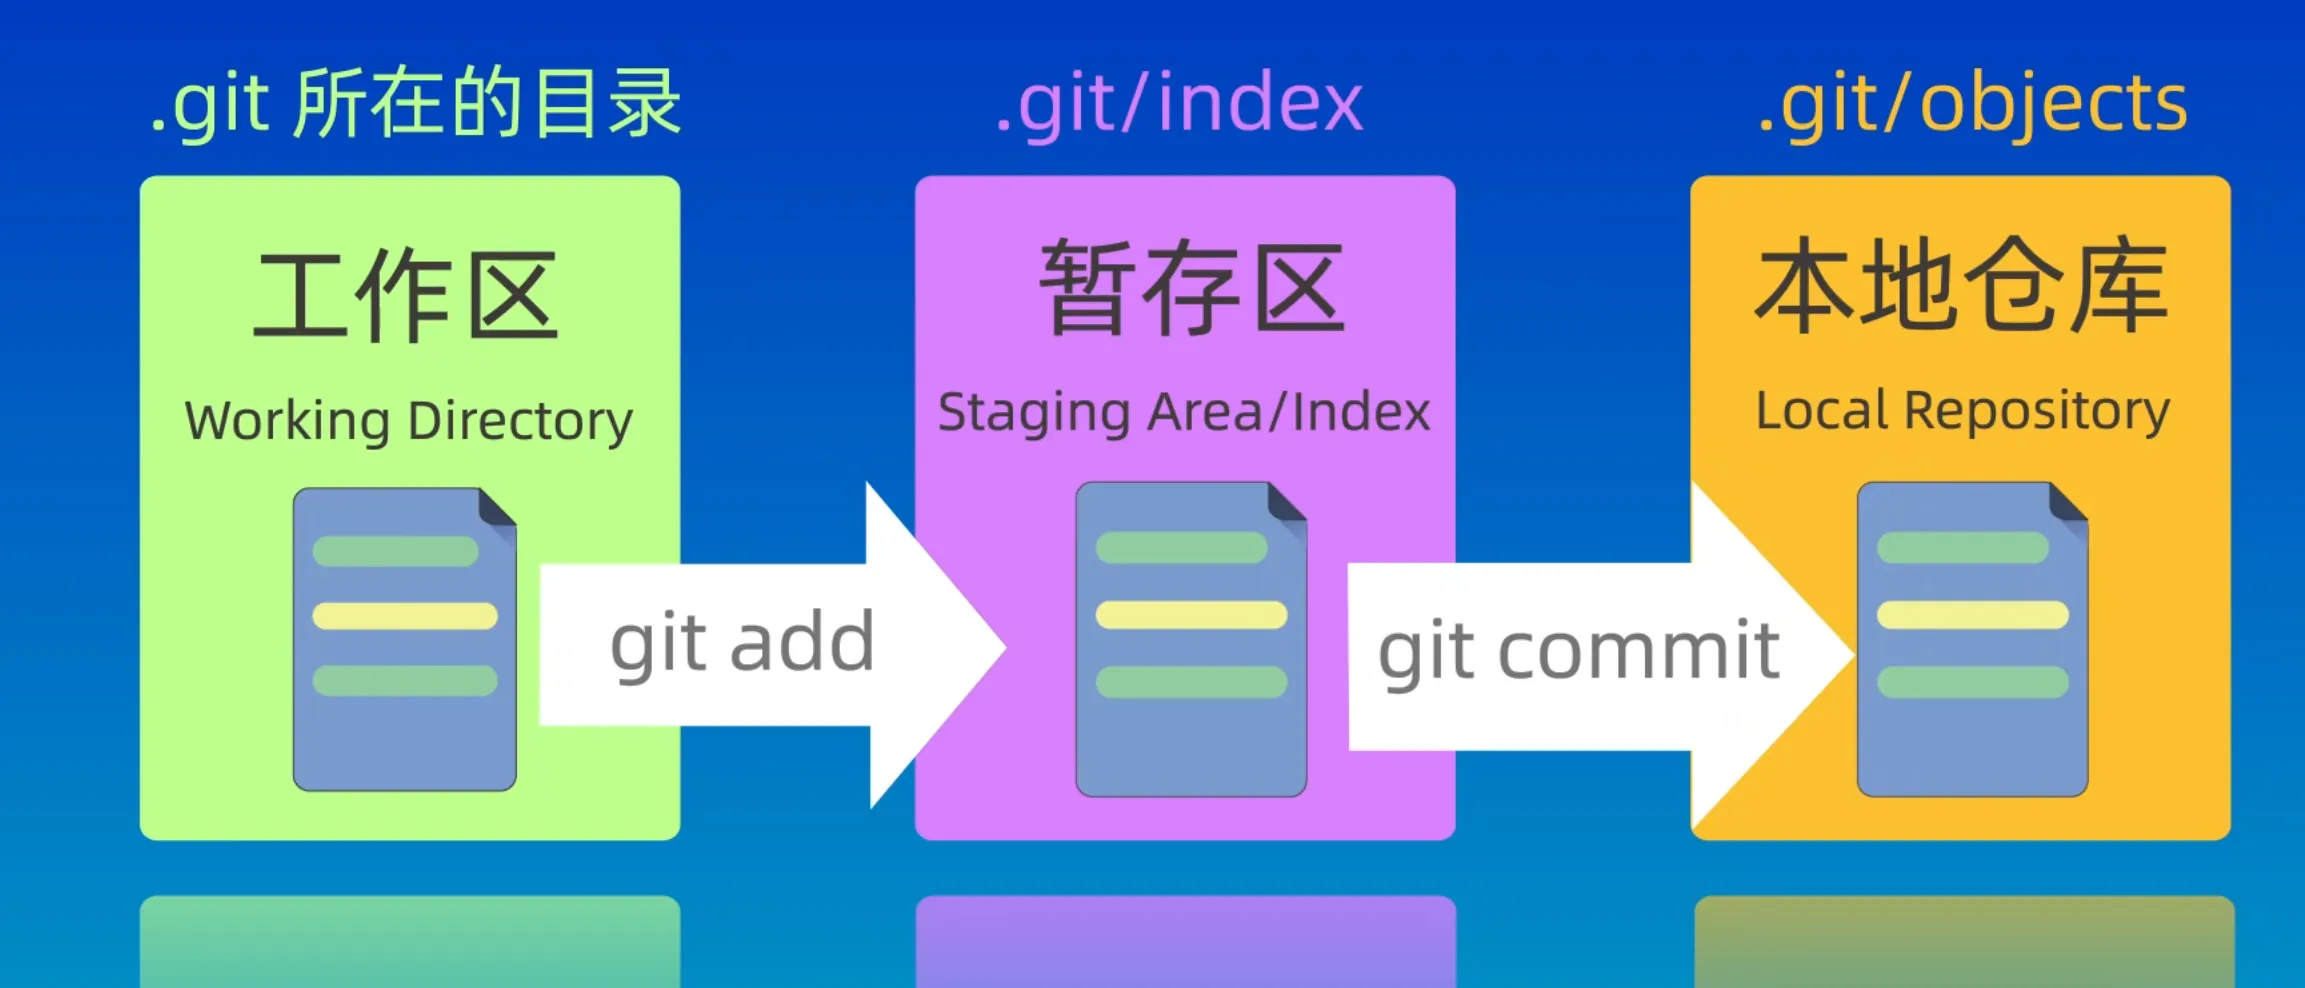 .git 所在的目录
.git/index
.git/objects
工作区
暂存区
本地仓库
Working Directory
Staging Area/Index
Local Repository
git add
git commit